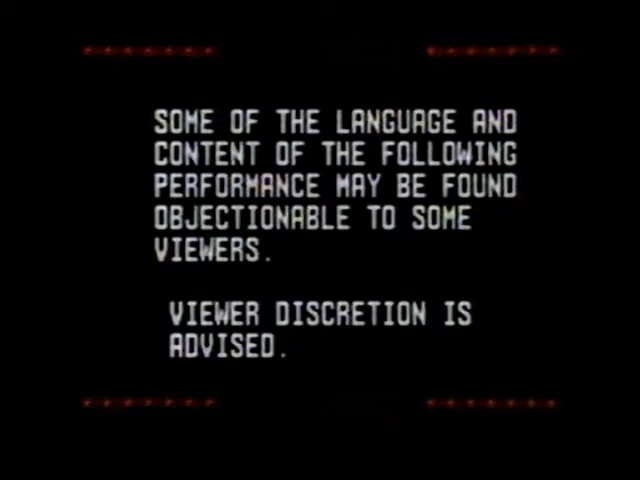 SOME OF THE LANGUAGE AND
CONTENT OF THE FOLLOWING
PERFORMANCE MAY BE FOUND
OBJECTIONABLE TO SOME
VIEWERS.
VIEWER DISCRETION IS
ADVISED.